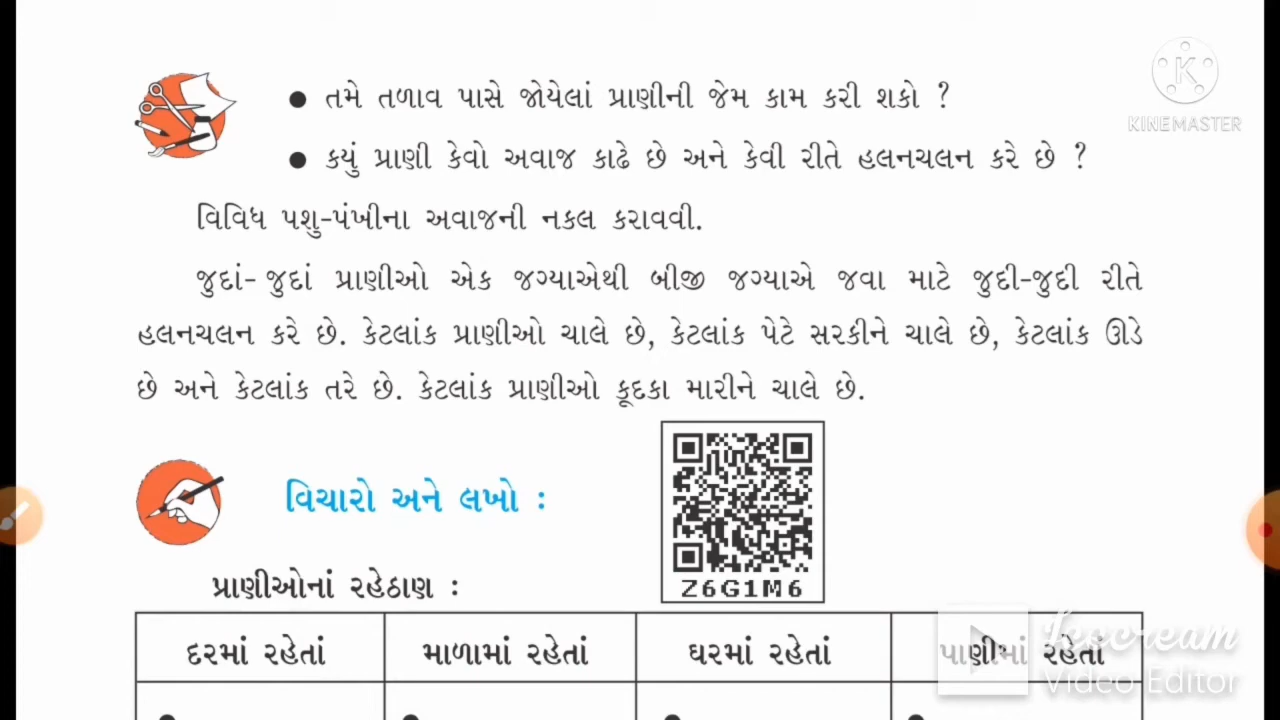 ● તમે તળાવ પાસે જોયેલાં પ્રાણીની જેમ કામ કરી શકો ?
KINEMASTER
● કયું પ્રાણી કેવો અવાજ કાઢે છે અને કેવી રીતે હલનચલન કરે છે ?
વિવિધ પશુ-પંખીના અવાજની નકલ કરાવવી.
જુદાં- જુદાં પ્રાણીઓ એક જગ્યાએથી બીજી જગ્યાએ જવા માટે જુદી-જુદી રીતે
હલનચલન કરે છે. કેટલાંક પ્રાણીઓ ચાલે છે, કેટલાંક પેટે સરકીને ચાલે છે, કેટલાંક ઊડે
છે અને કેટલાંક તરે છે. કેટલાંક પ્રાણીઓ કૂદકા મારીને ચાલે છે.
વિચારો અને લખો :
Z6G1M6
પ્રાણીઓનાં રહેઠાણ :
દરમાં રહેતાં માળામાં રહેતાં ઘરમાં રહેતાં પાણીમાં રહેતાં
Icecream
Video Editor